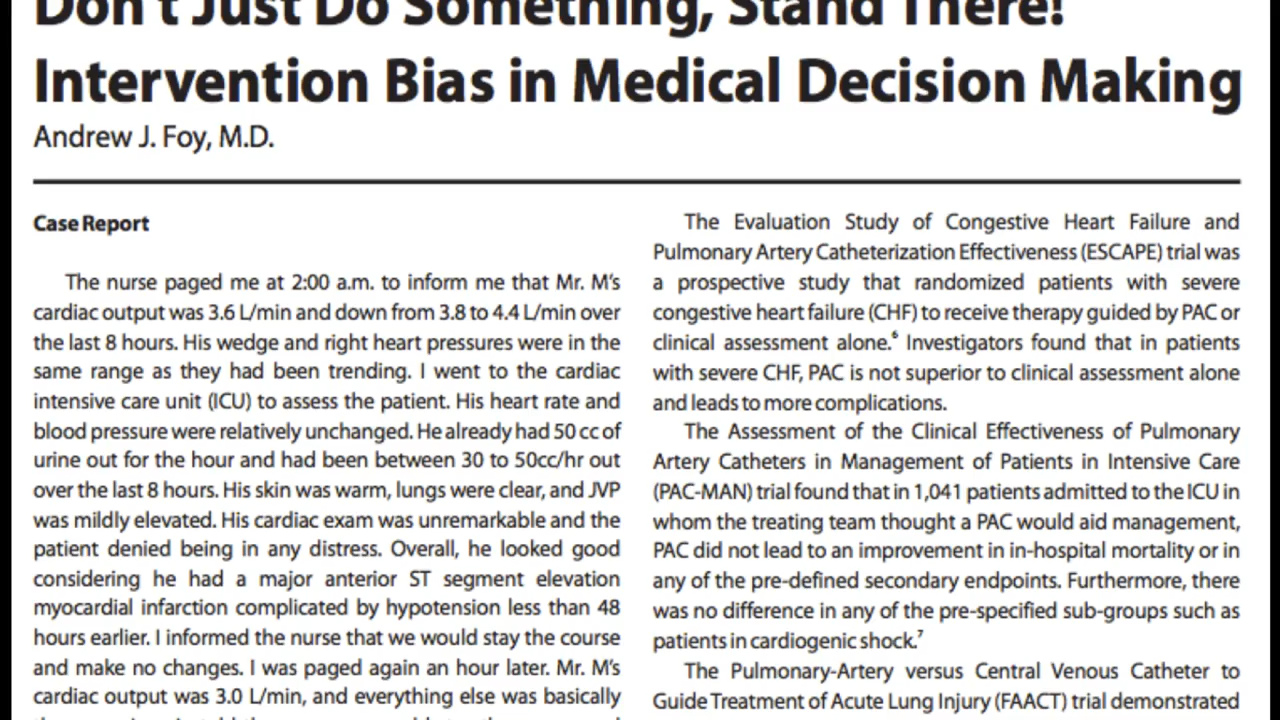 Don't Just Do Something, Stand There!
Intervention Bias in Medical Decision Making
Andrew J. Foy, M.D.
Case Report
The nurse paged me at 2:00 a.m. to inform me that Mr. M's
cardiac output was 3.6 L/min and down from 3.8 to 4.4 L/min over
the last 8 hours. His wedge and right heart pressures were in the
same range as they had been trending. I went to the cardiac
intensive care unit (ICU) to assess the patient. His heart rate and
blood pressure were relatively unchanged. He already had 50 cc of
urine out for the hour and had been between 30 to 50cc/hr out
over the last 8 hours. His skin was warm, lungs were clear, and JVP
was mildly elevated. His cardiac exam was unremarkable and the
patient denied being in any distress. Overall, he looked good
considering he had a major anterior ST segment elevation
myocardial infarction complicated by hypotension less than 48
hours earlier. I informed the nurse that we would stay the course
and make no changes. I was paged again an hour later. Mr. M's
cardiac output was 3.0 L/min, and everything else was basically
The Evaluation Study of Congestive Heart Failure and
Pulmonary Artery Catheterization Effectiveness (ESCAPE) trial was
a prospective study that randomized patients with severe
congestive heart failure (CHF) to receive therapy guided by PAC or
clinical assessment alone.⁶ Investigators found that in patients
with severe CHF, PAC is not superior to clinical assessment alone
and leads to more complications.
The Assessment of the Clinical Effectiveness of Pulmonary
Artery Catheters in Management of Patients in Intensive Care
(PAC-MAN) trial found that in 1,041 patients admitted to the ICU in
whom the treating team thought a PAC would aid management,
PAC did not lead to an improvement in in-hospital mortality or in
any of the pre-defined secondary endpoints. Furthermore, there
was no difference in any of the pre-specified sub-groups such as
patients in cardiogenic shock.⁷
The Pulmonary-Artery versus Central Venous Catheter to
Guide Treatment of Acute Lung Injury (FAACT) trial demonstrated